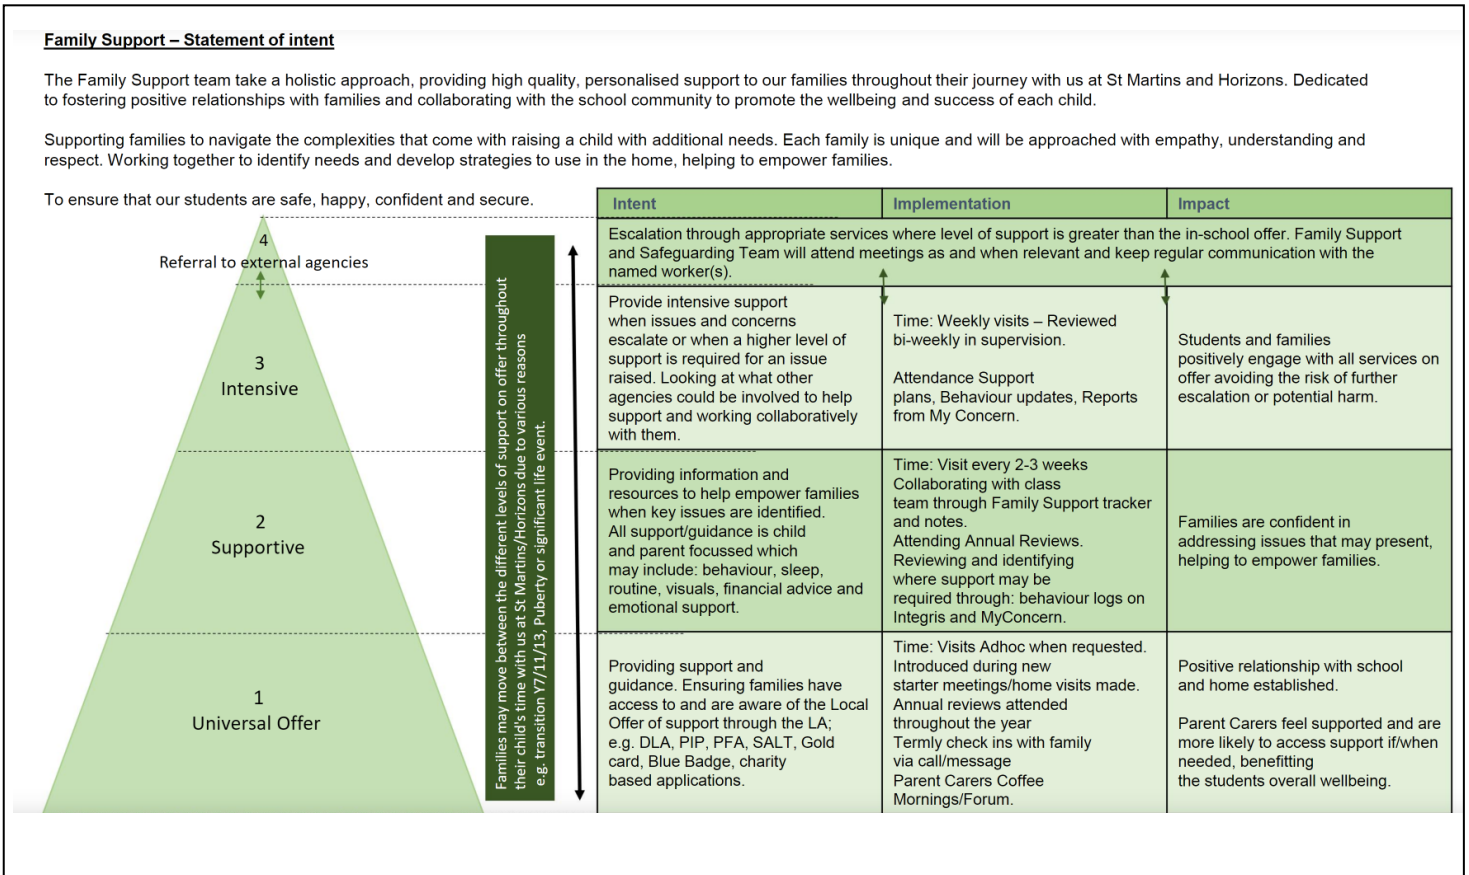 Family Support – Statement of intent
The Family Support team take a holistic approach, providing high quality, personalised support to our families throughout their journey with us at St Martins and Horizons. Dedicated
to fostering positive relationships with families and collaborating with the school community to promote the wellbeing and success of each child.
Supporting families to navigate the complexities that come with raising a child with additional needs. Each family is unique and will be approached with empathy, understanding and
respect. Working together to identify needs and develop strategies to use in the home, helping to empower families.
To ensure that our students are safe, happy, confident and secure.
4
Referral to external agencies
3
Intensive
2
Supportive
1
Universal Offer
Families may move between the different levels of support on offer throughout
their child's time with us at St Martins/Horizons due to various reasons
e.g. transition Y7/11/13, Puberty or significant life event.
Intent
Implementation
Impact
Escalation through appropriate services where level of support is greater than the in-school offer. Family Support
and Safeguarding Team will attend meetings as and when relevant and keep regular communication with the
named worker(s).
Provide intensive support
when issues and concerns
escalate or when a higher level of
support is required for an issue
raised. Looking at what other
agencies could be involved to help
support and working collaboratively
with them.
Time: Weekly visits – Reviewed
bi-weekly in supervision.
Attendance Support
plans, Behaviour updates, Reports
from My Concern.
Students and families
positively engage with all services on
offer avoiding the risk of further
escalation or potential harm.
Providing information and
resources to help empower families
when key issues are identified.
All support/guidance is child
and parent focussed which
may include: behaviour, sleep,
routine, visuals, financial advice and
emotional support.
Time: Visit every 2-3 weeks
Collaborating with class
team through Family Support tracker
and notes.
Attending Annual Reviews.
Reviewing and identifying
where support may be
required through: behaviour logs on
Integris and MyConcern.
Families are confident in
addressing issues that may present,
helping to empower families.
Providing support and
guidance. Ensuring families have
access to and are aware of the Local
Offer of support through the LA;
e.g. DLA, PIP, PFA, SALT, Gold
card, Blue Badge, charity
based applications.
Time: Visits Adhoc when requested.
Introduced during new
starter meetings/home visits made.
Annual reviews attended
throughout the year
Termly check ins with family
via call/message
Parent Carers Coffee
Mornings/Forum.
Positive relationship with school
and home established.
Parent Carers feel supported and are
more likely to access support if/when
needed, benefitting
the students overall wellbeing.